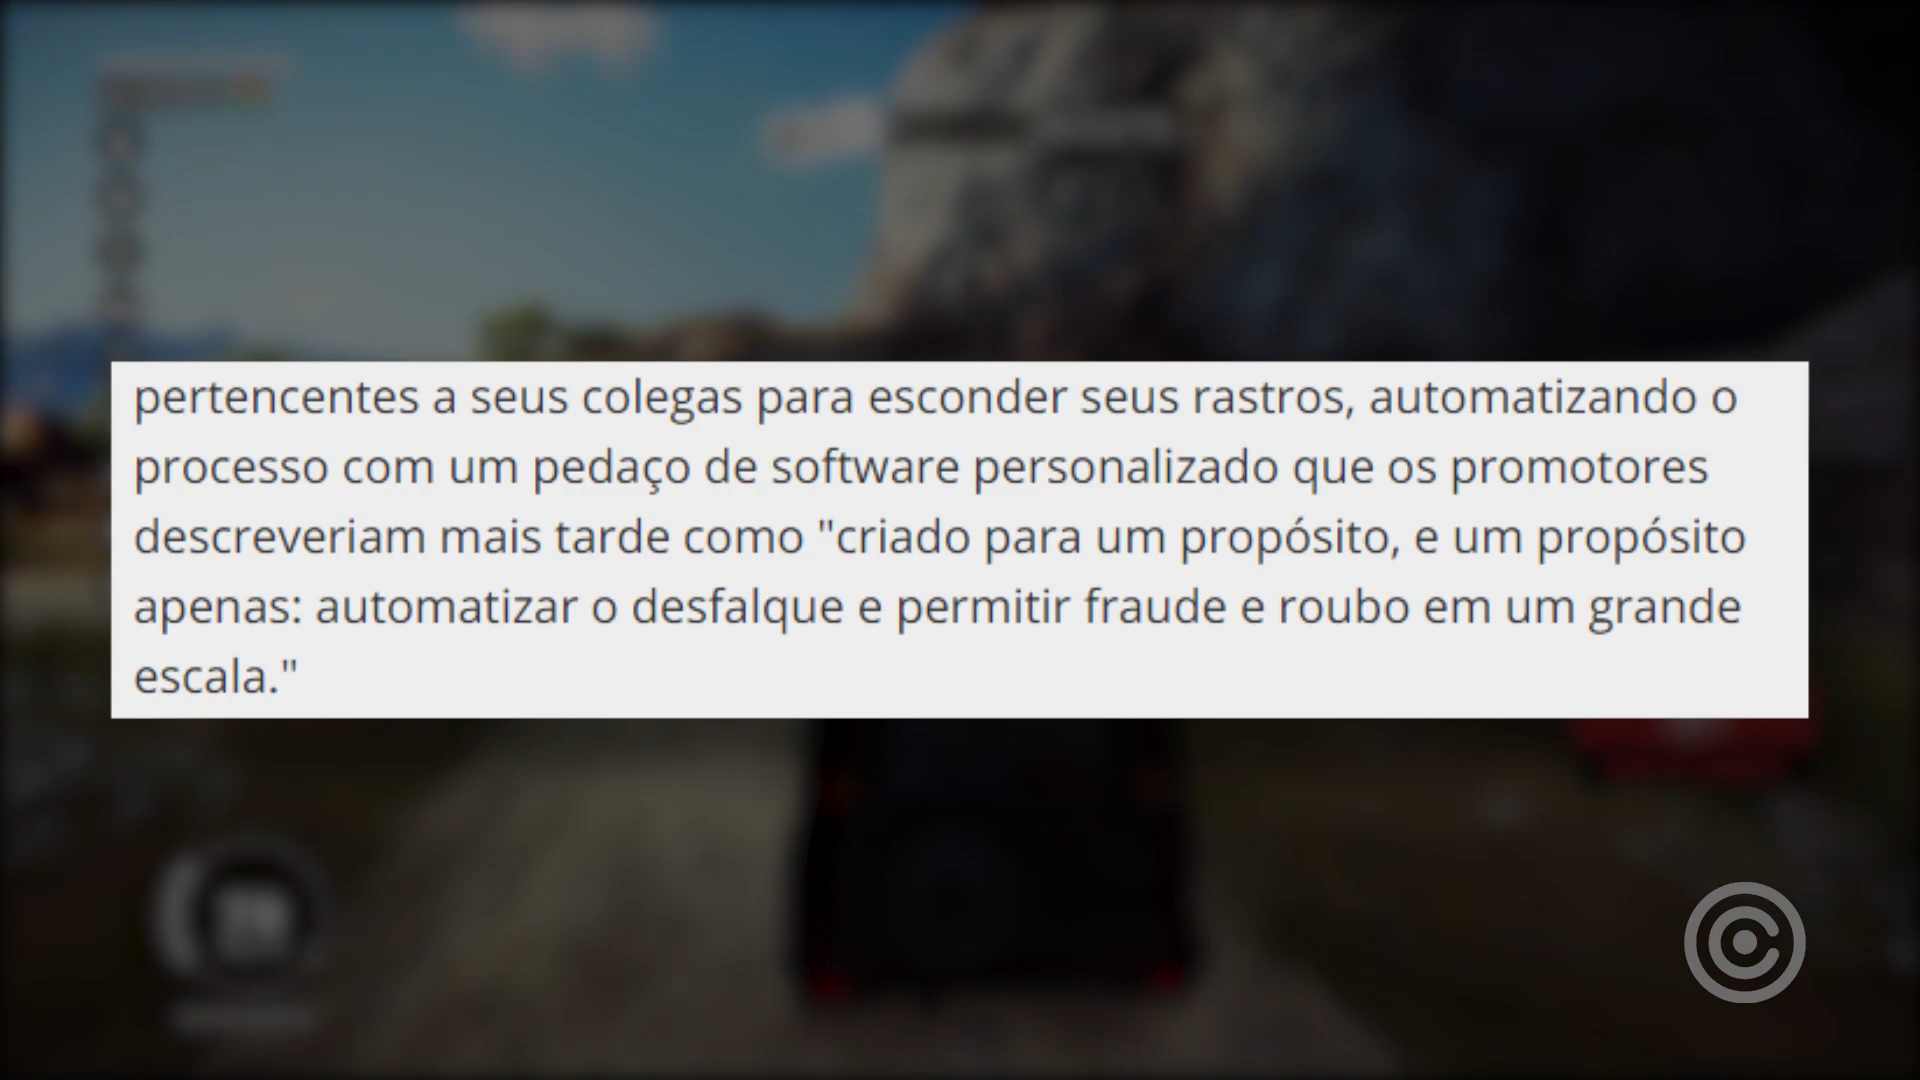 pertencentes a seus colegas para esconder seus rastros, automatizando o
processo com um pedaço de software personalizado que os promotores
descreveriam mais tarde como "criado para um propósito, e um propósito
apenas: automatizar o desfalque e permitir fraude e roubo em um grande
escala."